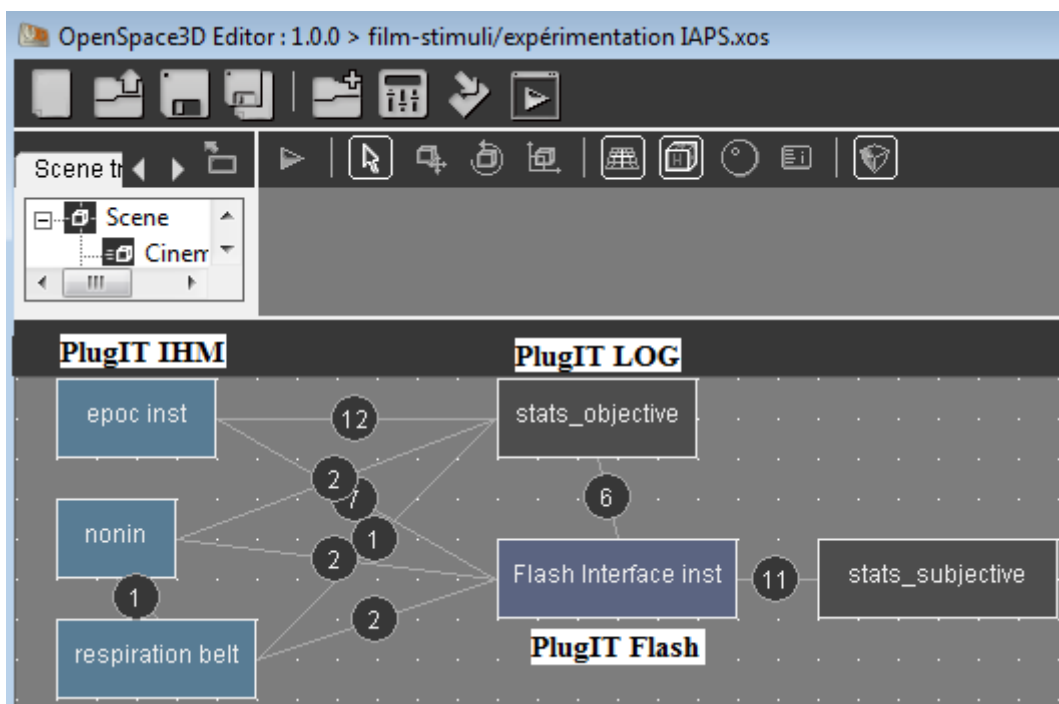 OpenSpace3D Editor : 1.0.0 > film-stimuli/expérimentation IAPS.xos
Scene tr
Scene
Cinem
PlugIT IHM
PlugIT LOG
epoc inst
12
stats_objective
2
7
6
nonin
1
2
Flash Interface inst
11
stats_subjective
1
2
respiration belt
PlugIT Flash